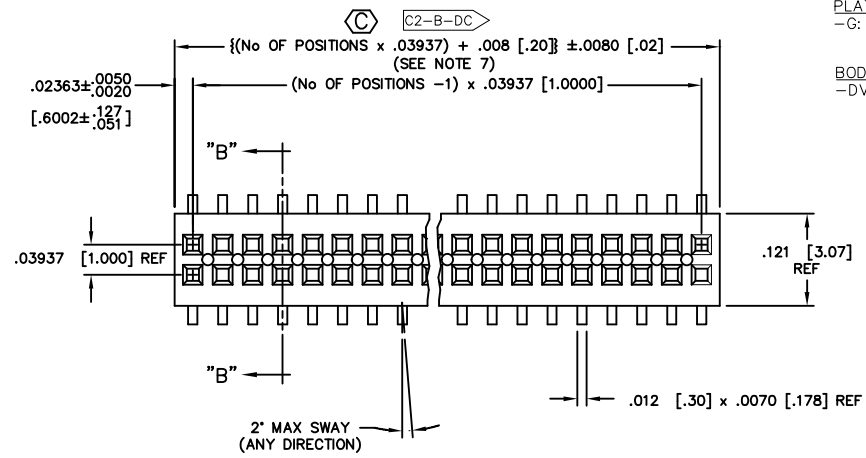 C C2-B-DC
PLA
-G:
{(No OF POSITIONS x .03937) + .008 [.20]} ±.0080 [.02]
(SEE NOTE 7)
BOD
-DV
(No OF POSITIONS -1) x .03937 [1.0000]
.02363± .0050
.0020
[.6002± .127
.051]
"B"
.03937 [1.000] REF
.121 [3.07]
REF
"B"
.012 [.30] x .0070 [.178] REF
2° MAX SWAY
(ANY DIRECTION)